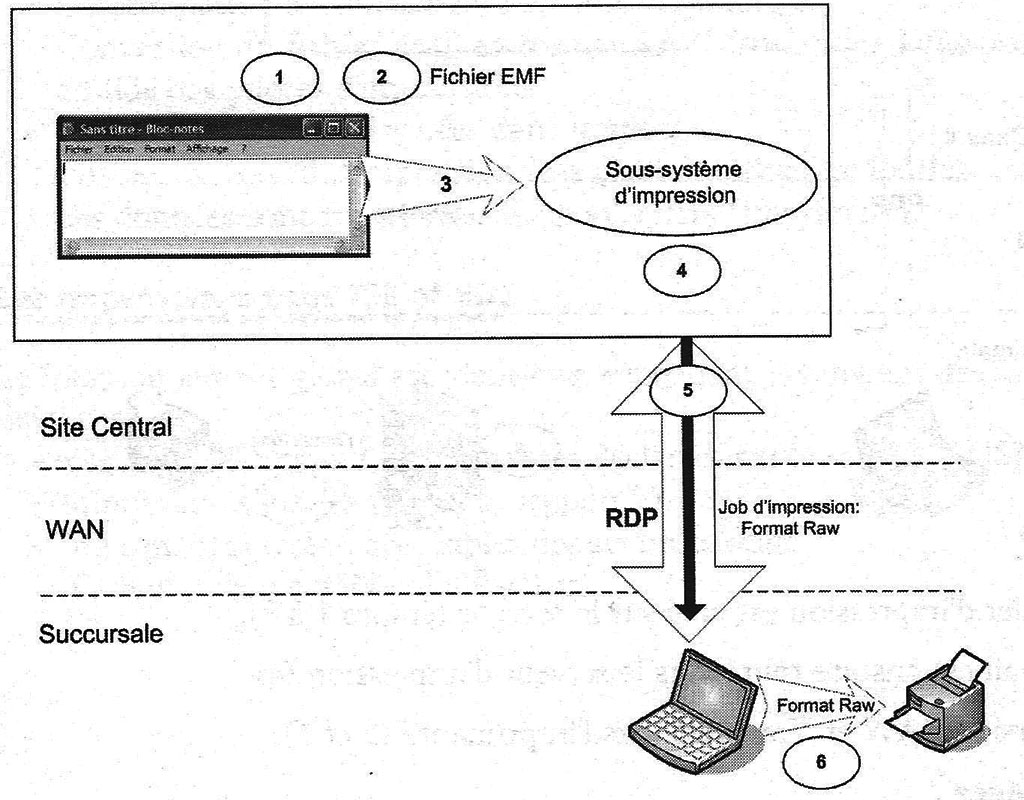 1 2 Fichier EMF
Sans titre - Bloc-notes
Fichier Edition Format Affichage ?
3
Sous-système
d'impression
4
5
Site Central
WAN
RDP
Job d'impression:
Format Raw
Succursale
Format Raw
6